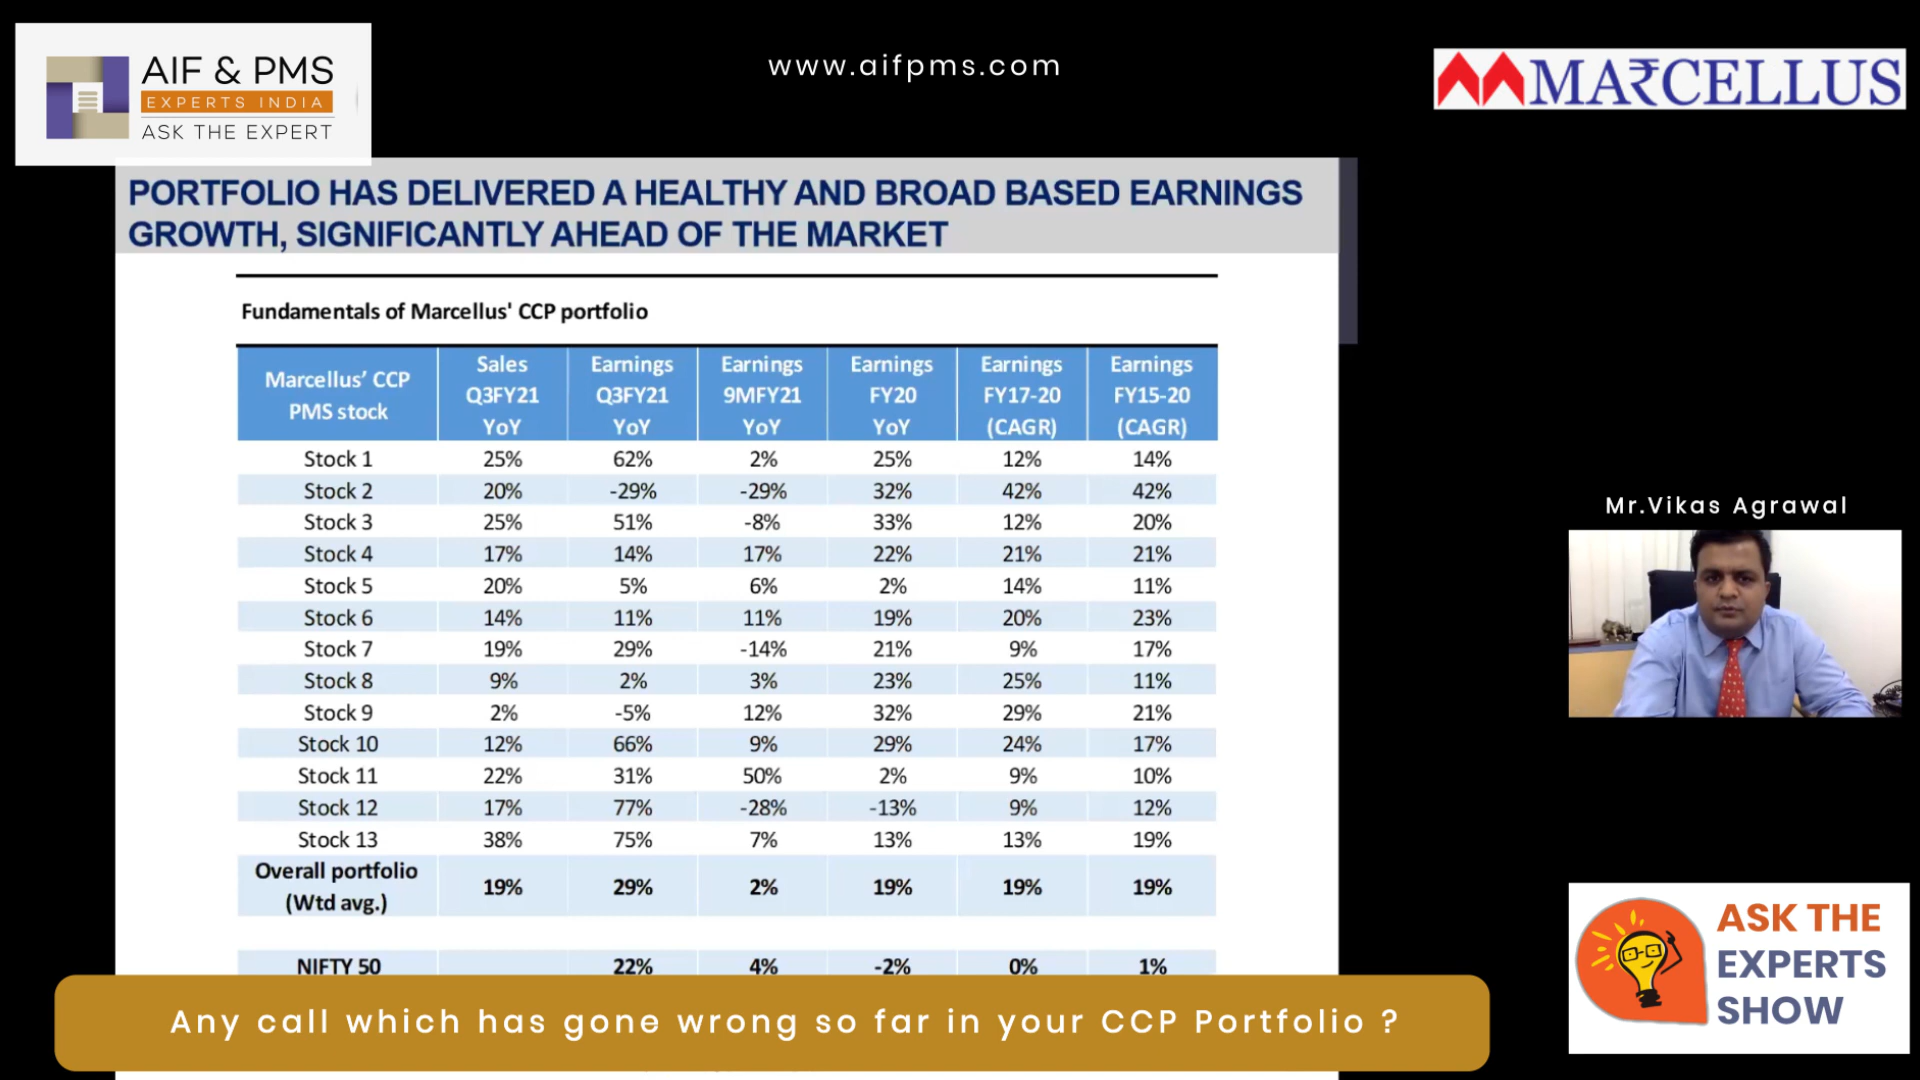 AIF & PMS
EXPERTS INDIA
ASK THE EXPERT
www.aifpms.com
MA₹CELLUS
PORTFOLIO HAS DELIVERED A HEALTHY AND BROAD BASED EARNINGS
GROWTH, SIGNIFICANTLY AHEAD OF THE MARKET
Fundamentals of Marcellus' CCP portfolio
Marcellus' CCP PMS stock Sales Q3FY21 YoY Earnings Q3FY21 YoY Earnings 9MFY21 YoY Earnings FY20 YoY Earnings FY17-20 (CAGR) Earnings FY15-20 (CAGR)
Stock 1 25% 62% 2% 25% 12% 14%
Stock 2 20% -29% -29% 32% 42% 42%
Stock 3 25% 51% -8% 33% 12% 20%
Stock 4 17% 14% 17% 22% 21% 21%
Stock 5 20% 5% 6% 2% 14% 11%
Stock 6 14% 11% 11% 19% 20% 23%
Stock 7 19% 29% -14% 21% 9% 17%
Stock 8 9% 2% 3% 23% 25% 11%
Stock 9 2% -5% 12% 32% 29% 21%
Stock 10 12% 66% 9% 29% 24% 17%
Stock 11 22% 31% 50% 2% 9% 10%
Stock 12 17% 77% -28% -13% 9% 12%
Stock 13 38% 75% 7% 13% 13% 19%
Overall portfolio (Wtd avg.) 19% 29% 2% 19% 19% 19%
NIFTY 50 22% 4% -2% 0% 1%
Mr.Vikas Agrawal
ASK THE
EXPERTS
SHOW
Any call which has gone wrong so far in your CCP Portfolio ?